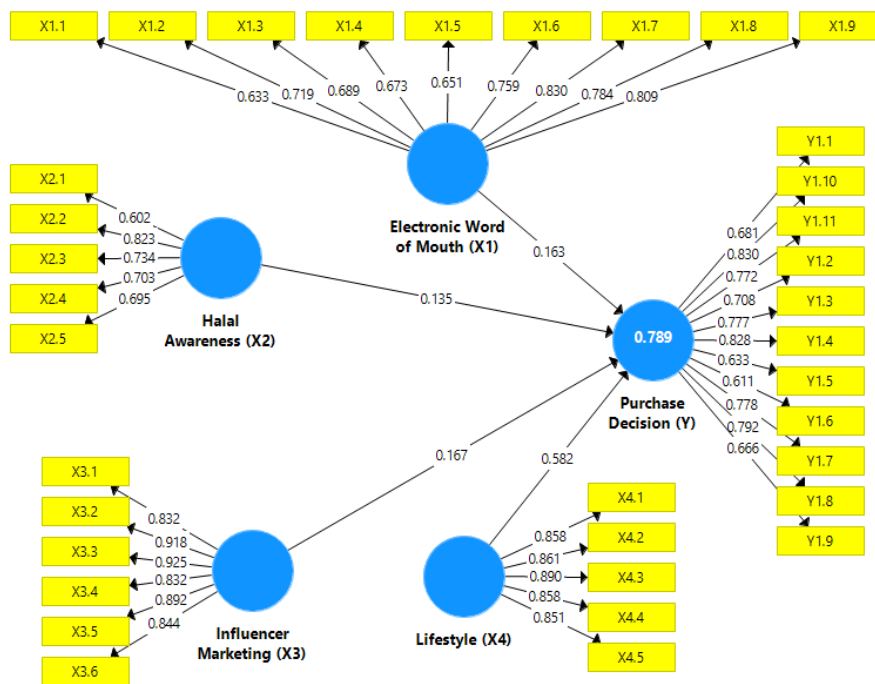 X1.1 X1.2 X1.3 X1.4 X1.5 X1.6 X1.7 X1.8 X1.9
0.633 0.719 0.689 0.673 0.651 0.759 0.830 0.784 0.809
Electronic Word
of Mouth (X1)
X2.1
X2.2
X2.3
X2.4
X2.5
0.602
0.823
0.734
0.703
0.695
Halal
Awareness (X2)
0.163
0.135
0.167
0.582
0.789
Purchase
Decision (Y)
0.681
0.830
0.772
0.708
0.777
0.828
0.633
0.611
0.778
0.792
0.666
Y1.1
Y1.10
Y1.11
Y1.2
Y1.3
Y1.4
Y1.5
Y1.6
Y1.7
Y1.8
Y1.9
X3.1
X3.2
X3.3
X3.4
X3.5
X3.6
0.832
0.918
0.925
0.832
0.892
0.844
Influencer
Marketing (X3)
Lifestyle (X4)
0.858
0.861
0.890
0.858
0.851
X4.1
X4.2
X4.3
X4.4
X4.5